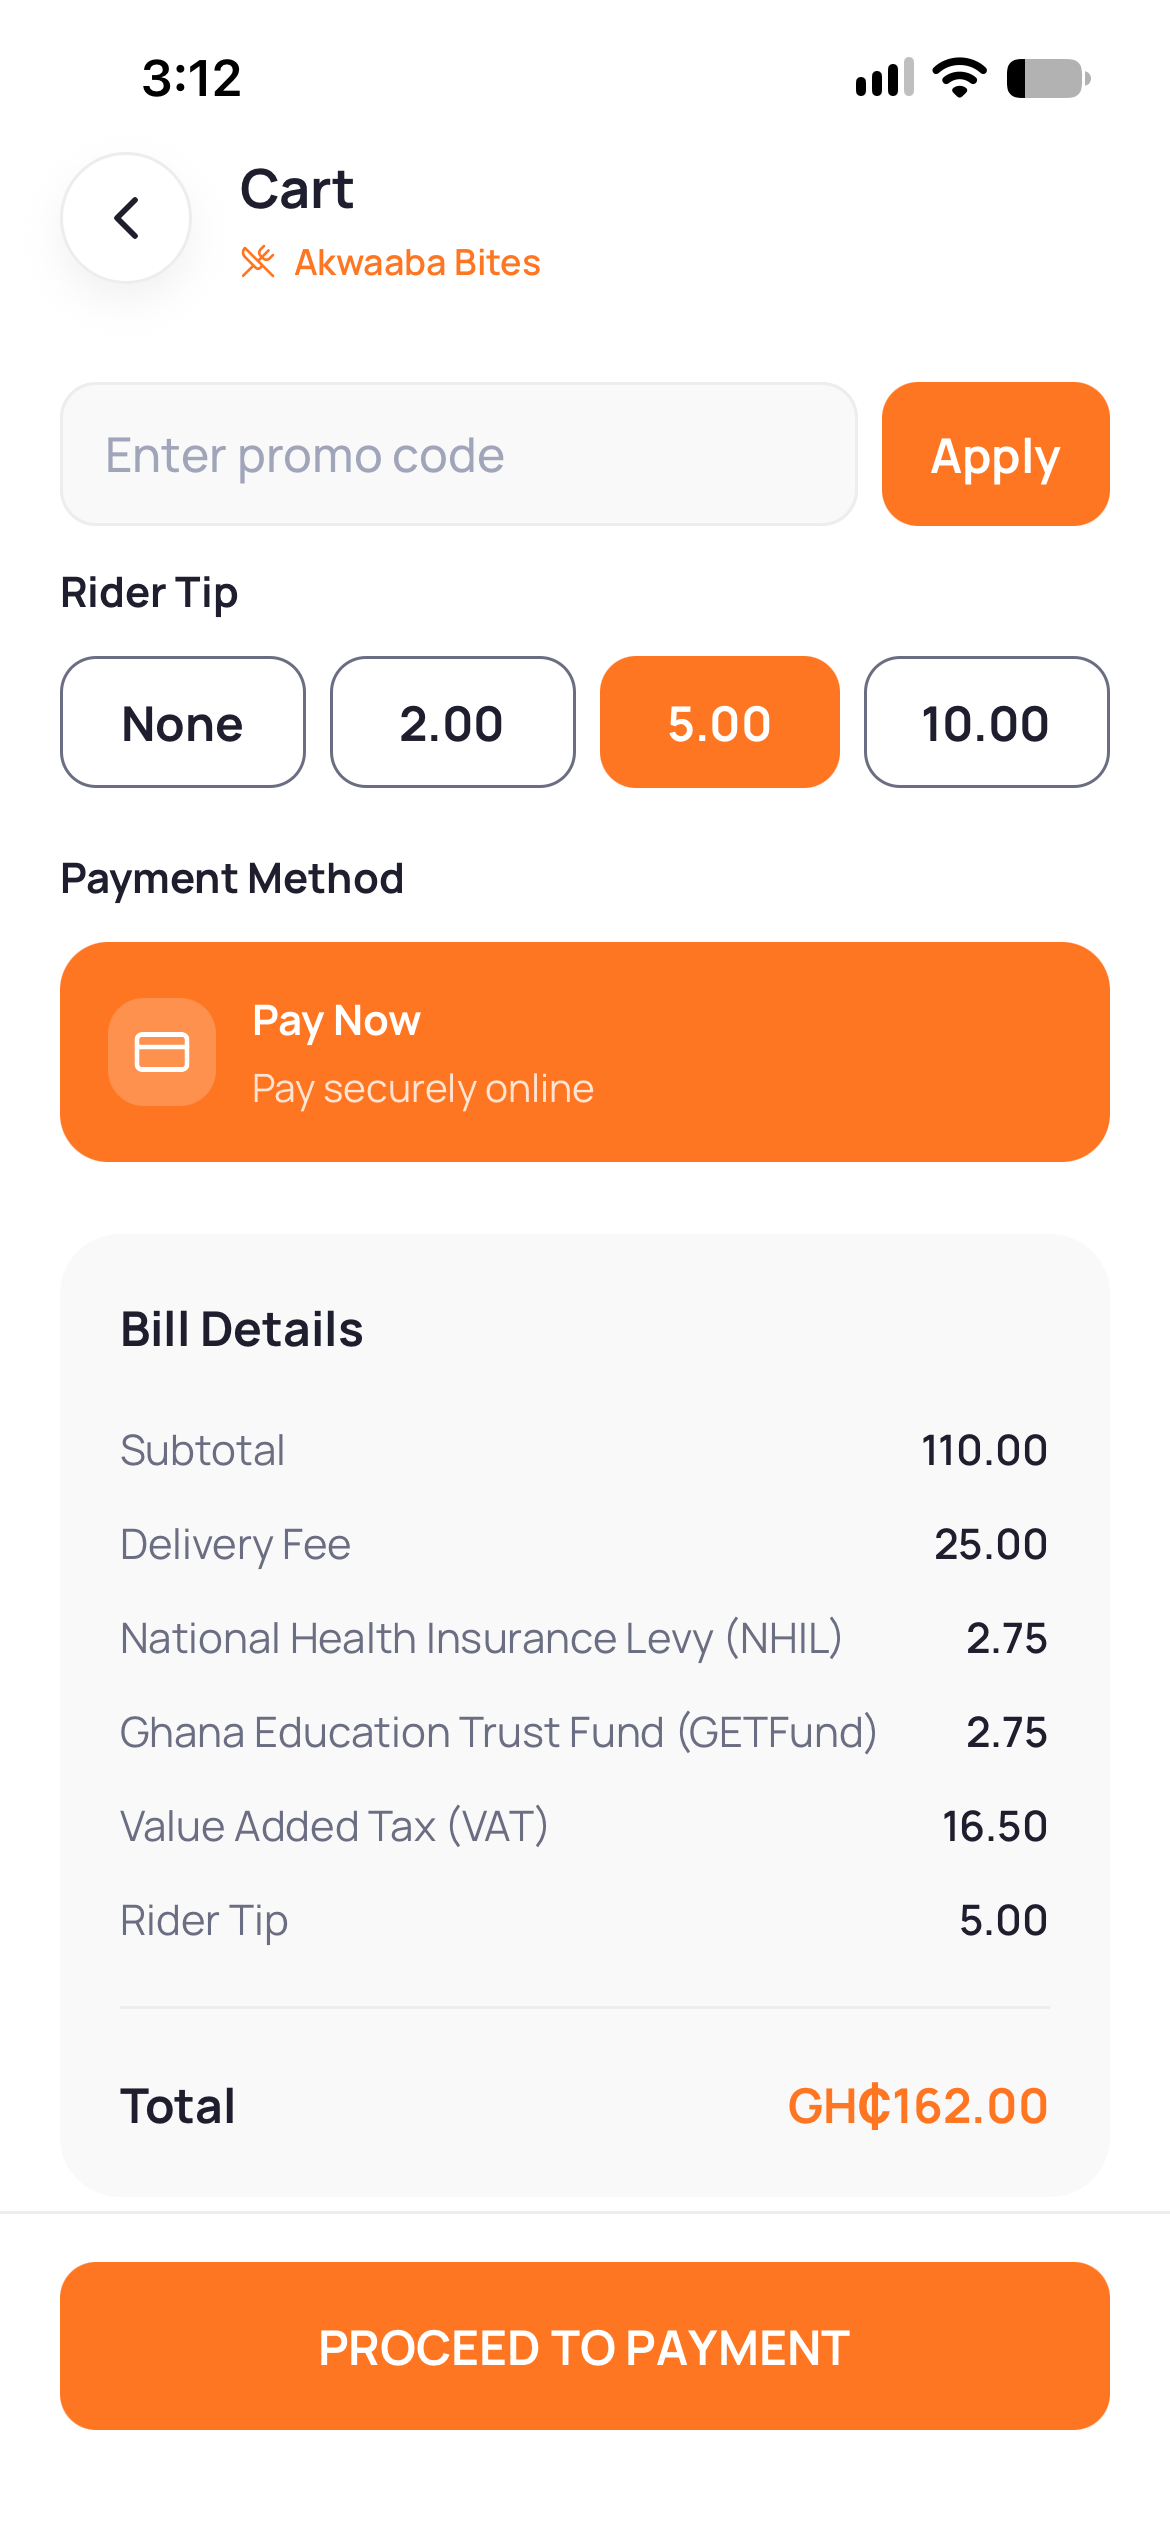 3:12
Cart
Akwaaba Bites
Enter promo code
Apply
Rider Tip
None 2.00 5.00 10.00
Payment Method
Pay Now
Pay securely online
Bill Details
Subtotal 110.00
Delivery Fee 25.00
National Health Insurance Levy (NHIL) 2.75
Ghana Education Trust Fund (GETFund) 2.75
Value Added Tax (VAT) 16.50
Rider Tip 5.00
Total GH₵162.00
PROCEED TO PAYMENT